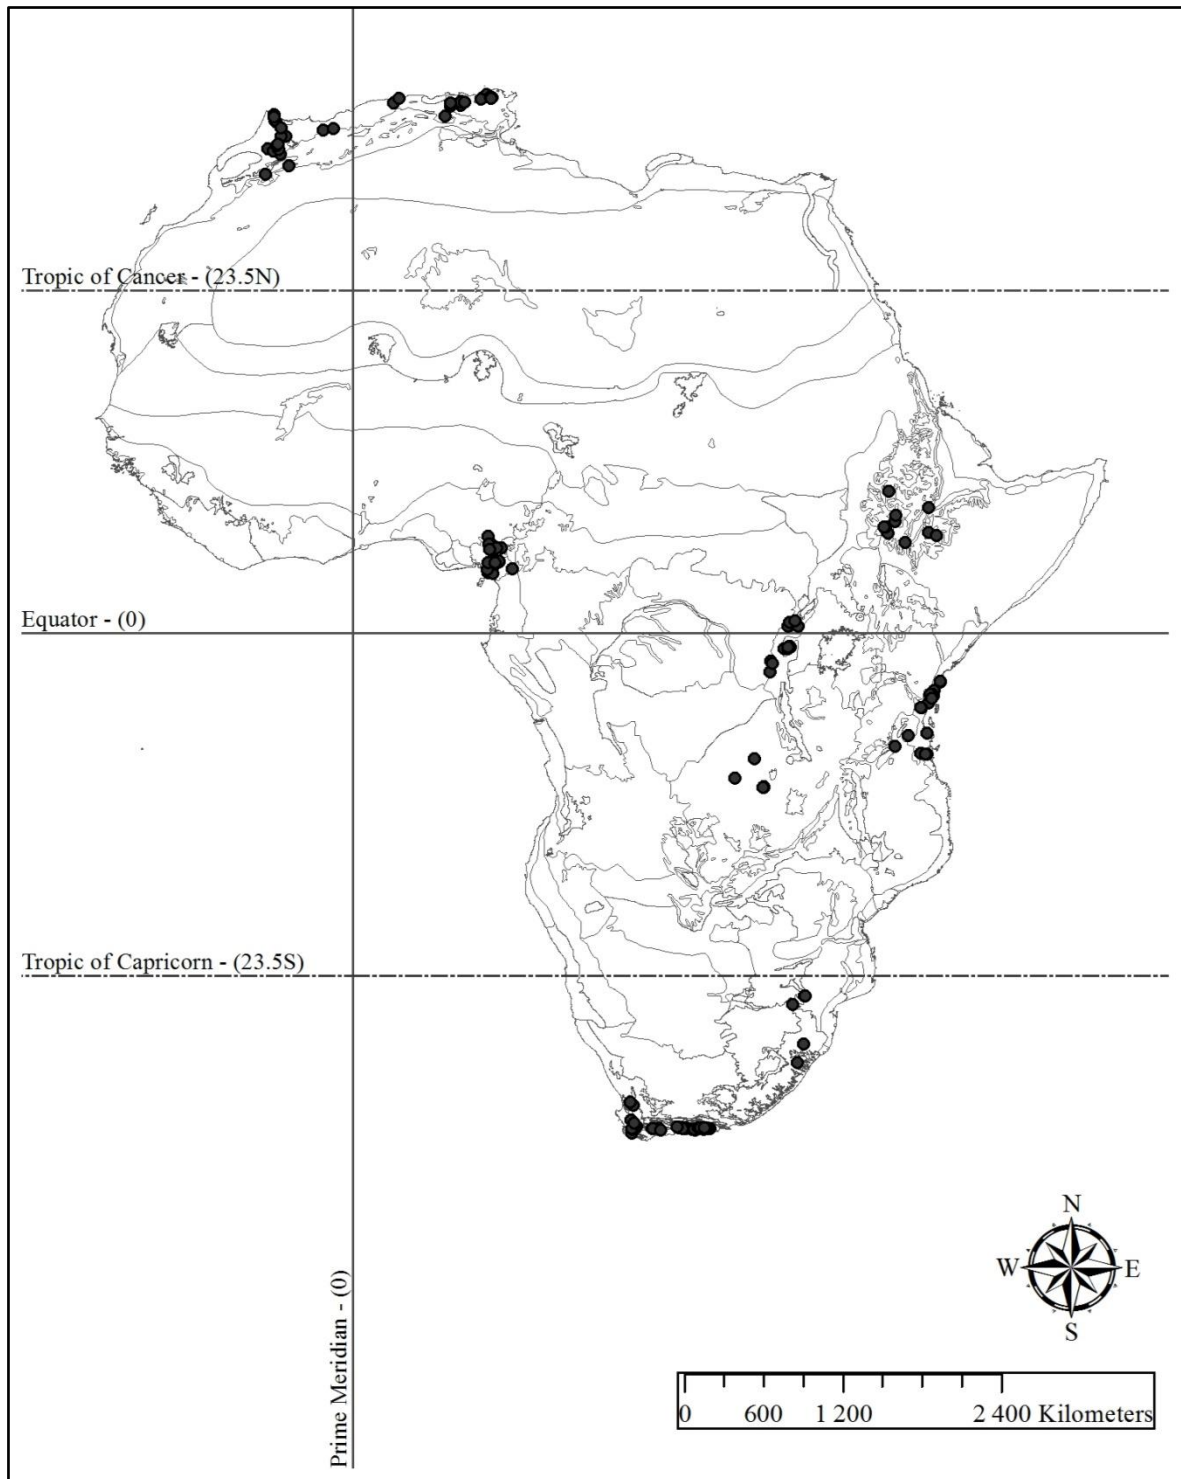 Tropic of Cancer - (23.5N)
Equator - (0)
Tropic of Capricorn - (23.5S)
Prime Meridian - (0)
N
W E
S
0 600 1 200 2 400 Kilometers